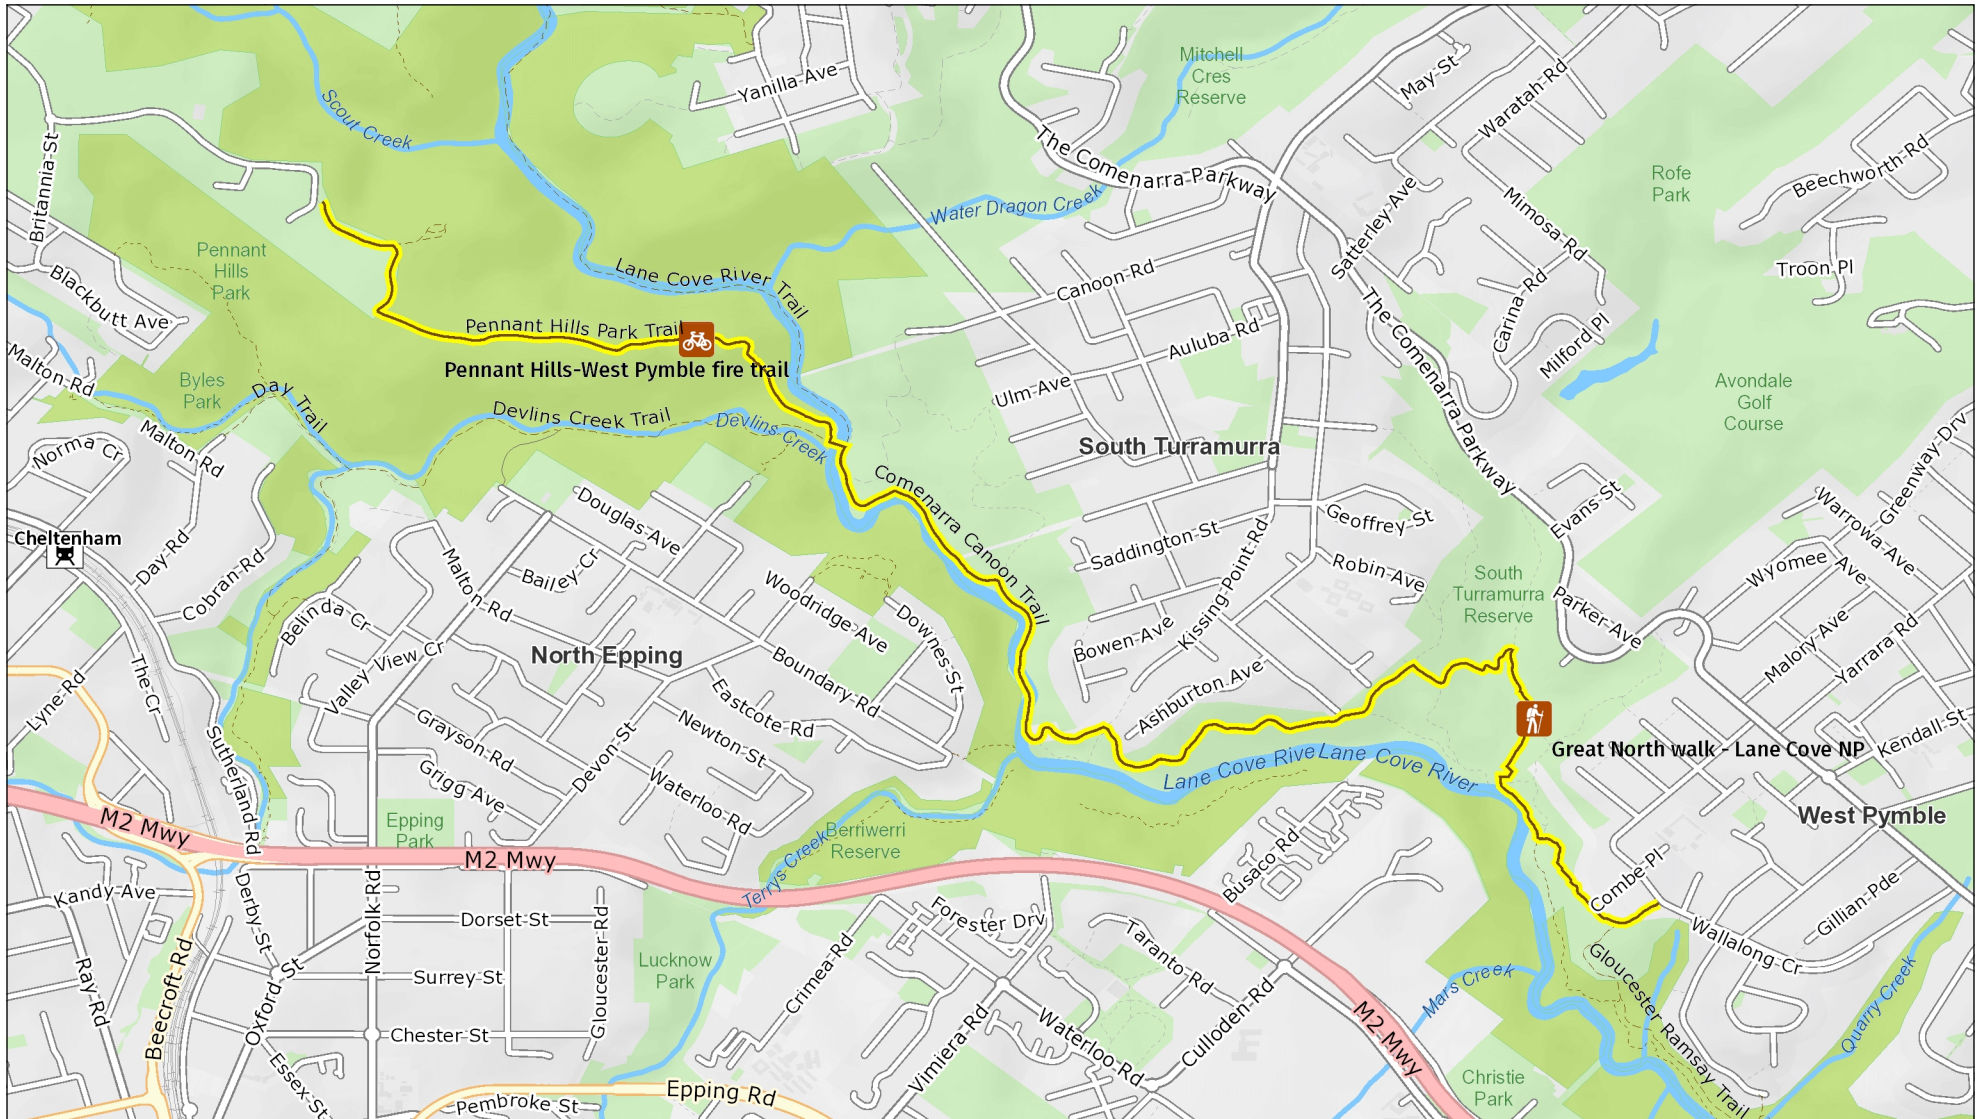 Mitchell
Cres
Reserve
May-St
Waratah-Rd
Yanilla-Ave
Scout Creek
Britannia-St
The Comenarra-Parkway
Rofe
Park
Beechworth-Rd
Water Dragon Creek
Satterley-Ave
Mimosa-Rd
Pennant
Hills
Park
Blackbutt Ave
Lane Cove River Trail
Canoon-Rd
Troon-Pl
Carina-Rd
Milford Pl
Pennant Hills Park Trail
Auluba-Rd
The-Comenarra-Parkway
Malton-Rd
Byles
Park
Day Trail
Pennant Hills-West Pymble fire trail
Ulm-Ave
Avondale
Golf
Course
Devlins Creek Trail
Devlins Creek
Malton-Rd
Norma Cr
South Turramurra
Greenway-Drv
Comenarra Canoon Trail
Evans-St
Geoffrey-St
Warrowa-Ave
Cheltenham
Douglas-Ave
Day-Rd
Cobran-Rd
Saddington-St
Robin-Ave
Wyomee Ave
Malton-Rd
Bailey-Cr
Kissing-Point-Rd
South
Turramurra
Reserve
Parker-Ave
Belinda Cr
Woodridge-Ave
Downes-St
Bowen-Ave
Malory-Ave
Yarrara Rd
Valley View Cr
North Epping
Boundary-Rd
Ashburton Ave
Lyne-Rd
The-Cr
Eastcote-Rd
Sutherland-Rd
Grayson-Rd
Newton-St
Devon-St
Great North walk - Lane Cove NP
Kendall-St
Grigg Ave
Waterloo-Rd
Lane Cove Rive
Lane Cove River
M2 Mwy
Epping
Park
Berriwerri
Reserve
West Pymble
M2 Mwy
Terrys-Creek
Busaco-Rd
Combe-Pl
Kandy-Ave
Derby-St
Norfolk-Rd
Dorset-St
Gloucester-Rd
Forester Drv
Taranto-Rd
Wallalong-Cr
Gillian-Pde
Ray-Rd
Beecroft-Rd
Surrey-St
Lucknow
Park
Crimea-Rd
Mars Creek
Gloucester Ramsay Trail
Quarry Creek
Oxford-St
Chester St
Vimiera-Rd
Waterloo-Rd
Culloden-Rd
M2-Mwy
Essex-St
Pembroke-St
Epping Rd
Christie
Park